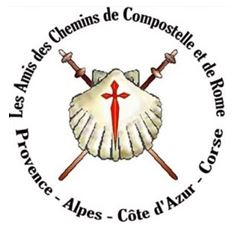 Les Amis des Chemins de Compostelle et de Rome
Provence - Alpes - Côte d'Azur - Corse